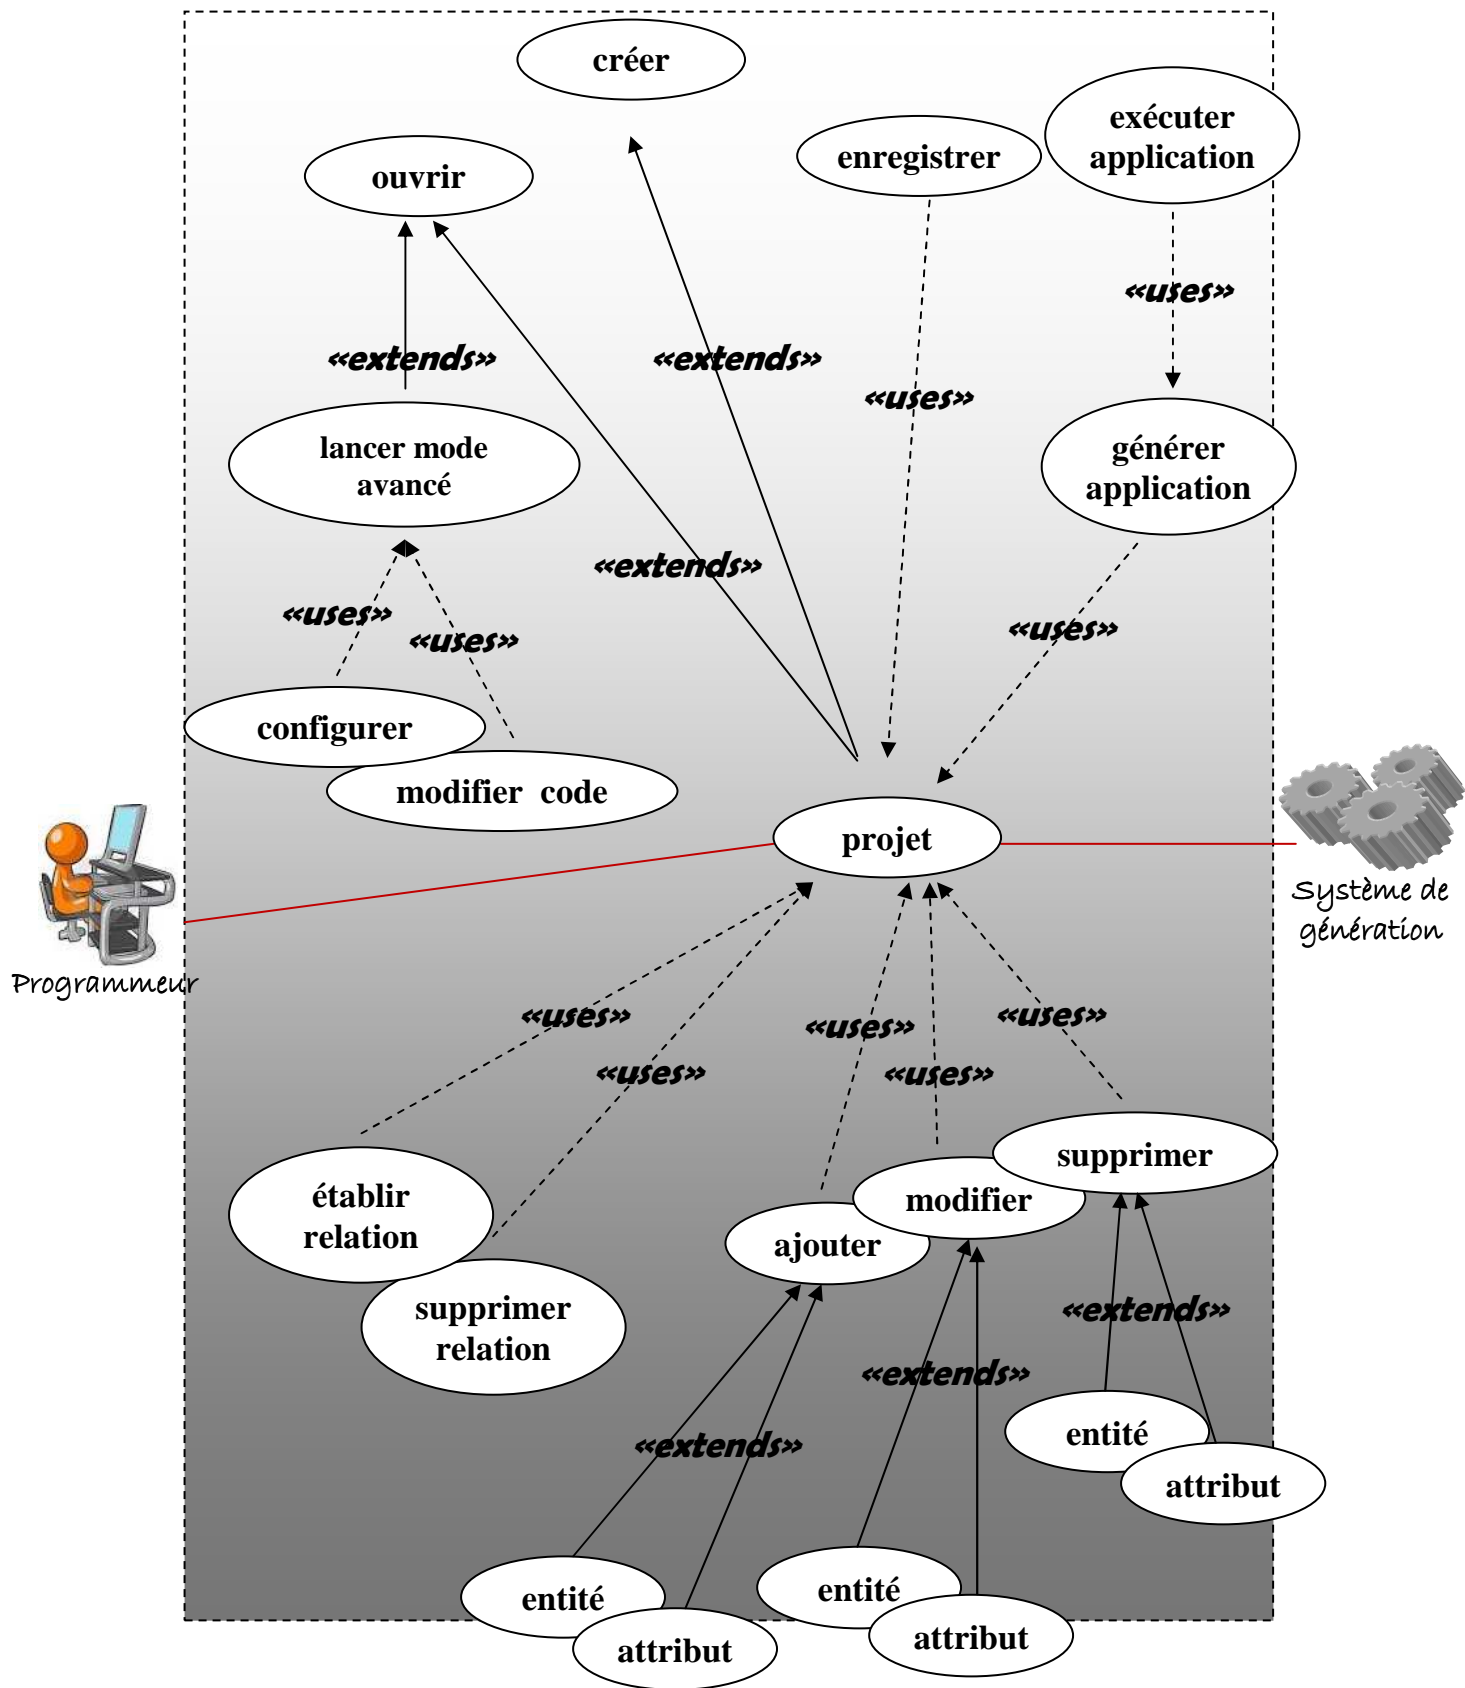 créer
exécuter
application
enregistrer
ouvrir
«uses»
«extends»
«extends»
«uses»
lancer mode
avancé
générer
application
«extends»
«uses»
«uses»
«uses»
configurer
modifier code
projet
Système de
génération
Programmeur
«uses»
«uses»
«uses»
«uses»
«uses»
supprimer
établir
relation
modifier
ajouter
supprimer
relation
«extends»
«extends»
«extends»
entité
attribut
entité
attribut
entité
attribut